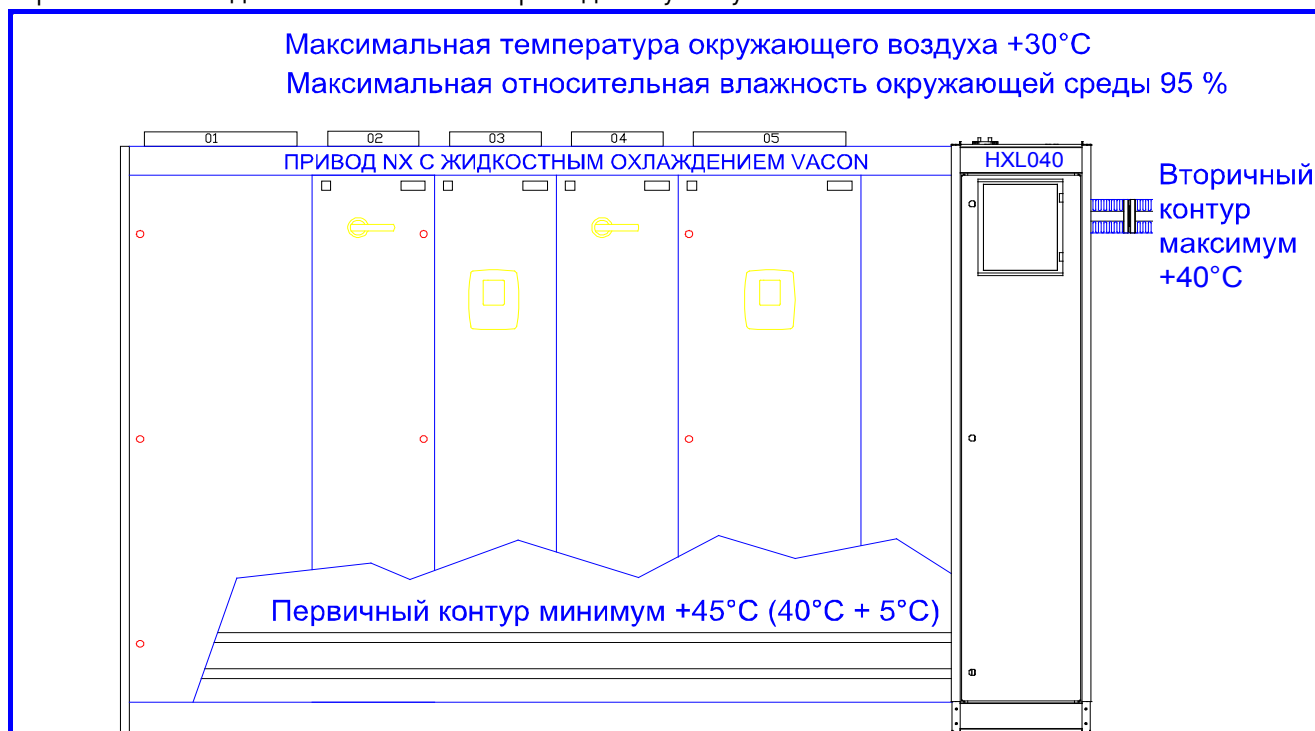 Максимальная температура окружающего воздуха +30°C
Максимальная относительная влажность окружающей среды 95 %
01
02
03
04
05
ПРИВОД NX С ЖИДКОСТНЫМ ОХЛАЖДЕНИЕМ VACON
HXL040
Вторичный
контур
максимум
+40°C
Первичный контур минимум +45°C (40°C + 5°C)